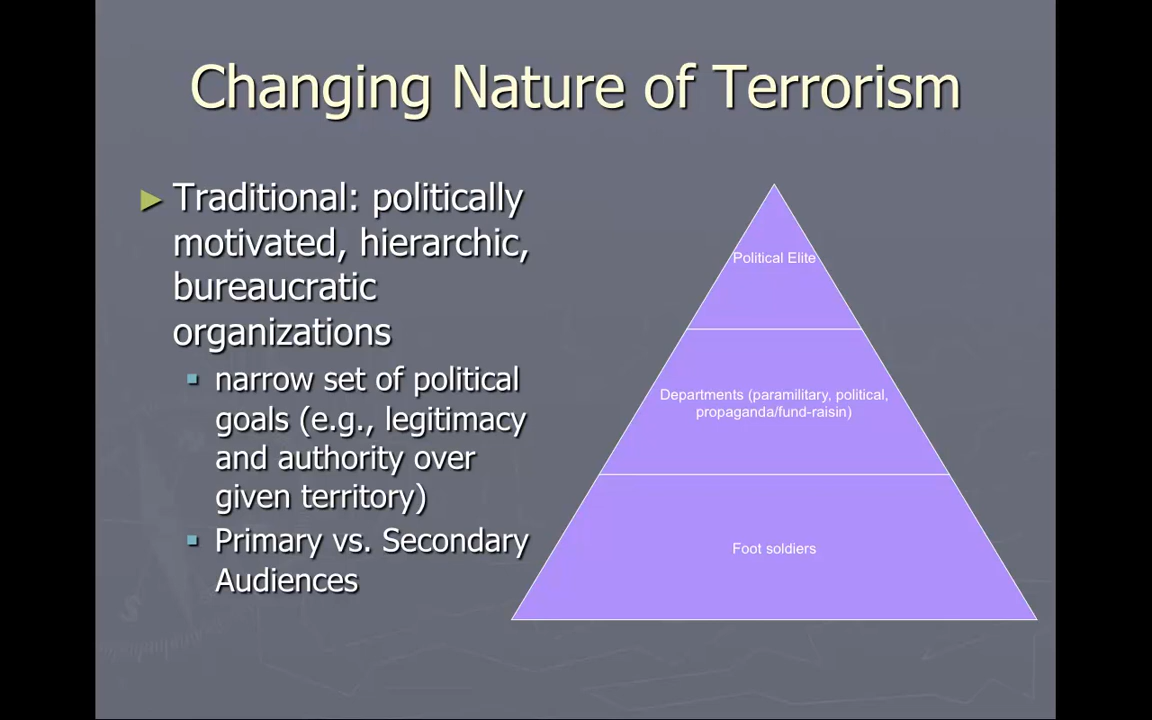 Changing Nature of Terrorism
Traditional: politically
motivated, hierarchic,
bureaucratic
organizations
narrow set of political
goals (e.g., legitimacy
and authority over
given territory)
Primary vs. Secondary
Audiences
Political Elite
Departments (paramilitary, political,
propaganda/fund-raisin)
Foot soldiers